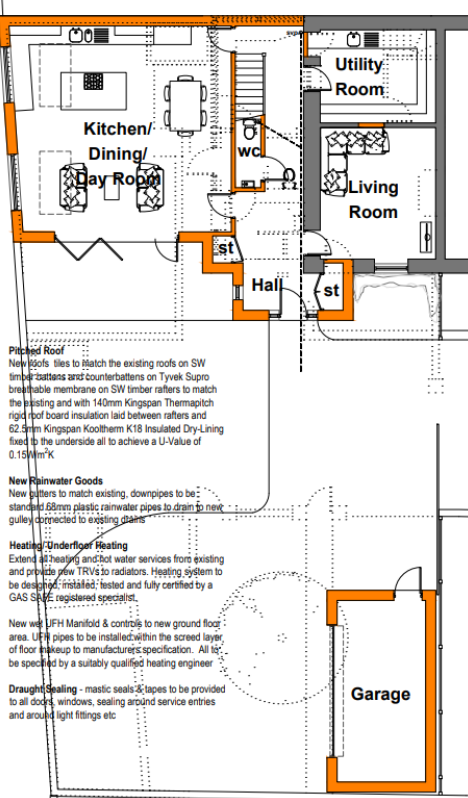 Utility
Room
Kitchen/
Dining/
Day Room
wc
Living
Room
st
Hall
st
Pitched Roof
New roofs tiles to match the existing roofs on SW
timber battens and counterbattens on Tyvek Supro
breathable membrane on SW timber rafters to match
the existing and with 140mm Kingspan Thermapitch
rigid roof board insulation laid between rafters and
62.5mm Kingspan Kooltherm K18 Insulated Dry-Lining
fixed to the underside all to achieve a U-Value of
0.15W/m²K
New Rainwater Goods
New gutters to match existing, downpipes to be
standard 68mm plastic rainwater pipes to drain to new
gulley connected to existing drains
Heating/Underfloor Heating
Extend all heating and hot water services from existing
and provide new TRVs to radiators. Heating system to
be designed, installed, tested and fully certified by a
GAS SAFE registered specialist.
New wet UFH Manifold & controls to new ground floor
area. UFH pipes to be installed within the screed layer
of floor makeup to manufacturers specification. All to
be specified by a suitably qualified heating engineer
Draught Sealing - mastic seals & tapes to be provided
to all doors, windows, sealing around service entries
and around light fittings etc
Garage